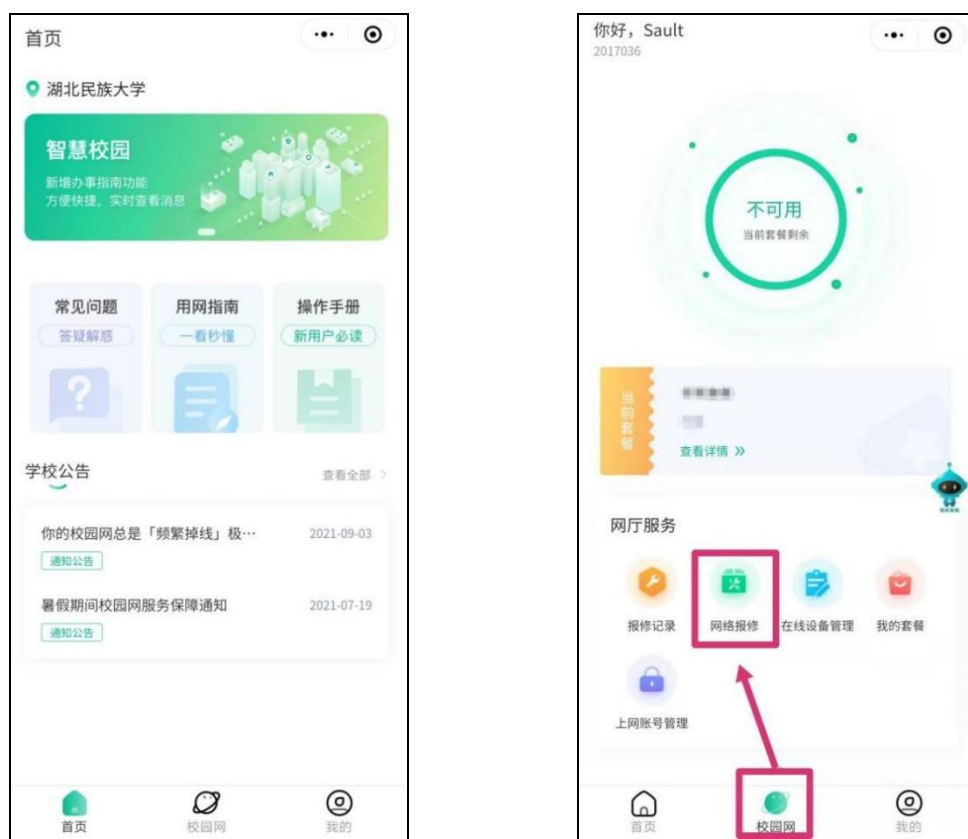 首页
湖北民族大学
智慧校园
新增办事指南功能
方便快捷，实时查看消息
常见问题
用网指南
操作手册
答疑解惑
一看秒懂
新用户必读
学校公告
查看全部
你的校园网总是「频繁掉线」极…
2021-09-03
通知公告
暑假期间校园网服务保障通知
2021-07-19
通知公告
首页
校园网
我的
你好，Sault
2017036
不可用
当前套餐剩余
当前套餐
查看详情
网厅服务
报修记录
网络报修
在线设备管理
我的套餐
上网账号管理
首页
校园网
我的